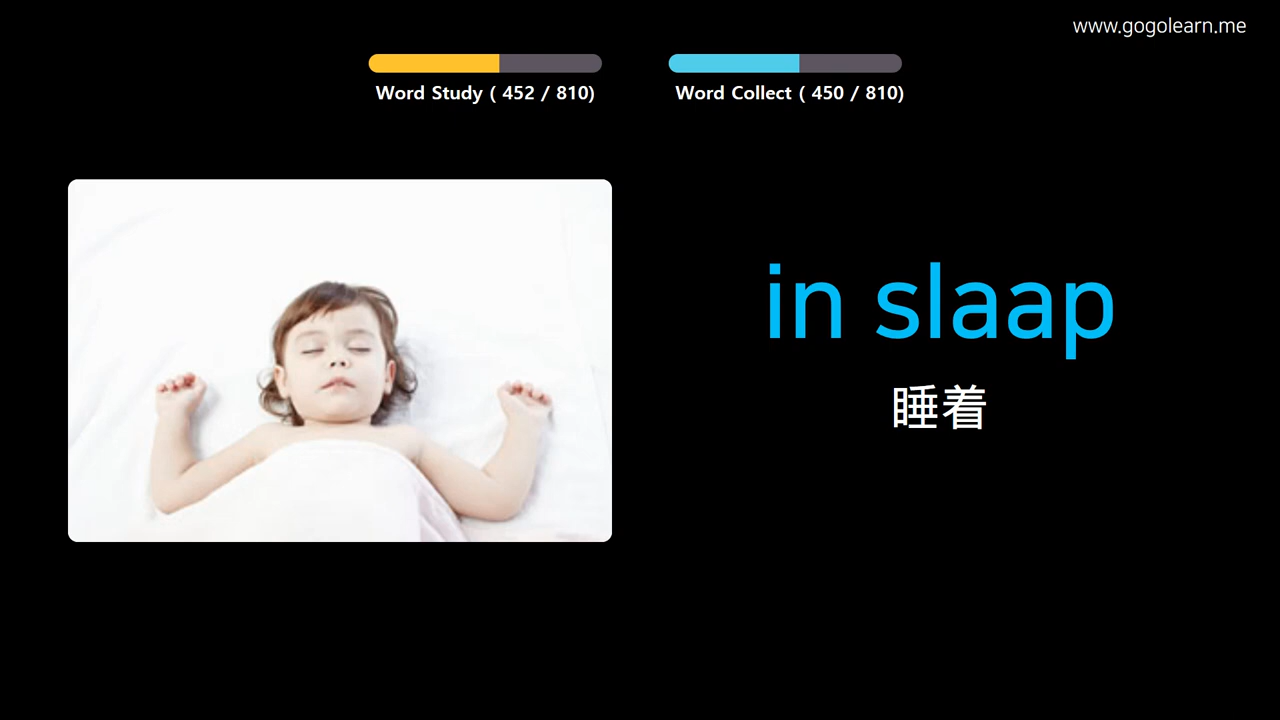 www.gogolearn.me
Word Study ( 452 / 810)
Word Collect ( 450 / 810)
in slaap
睡着